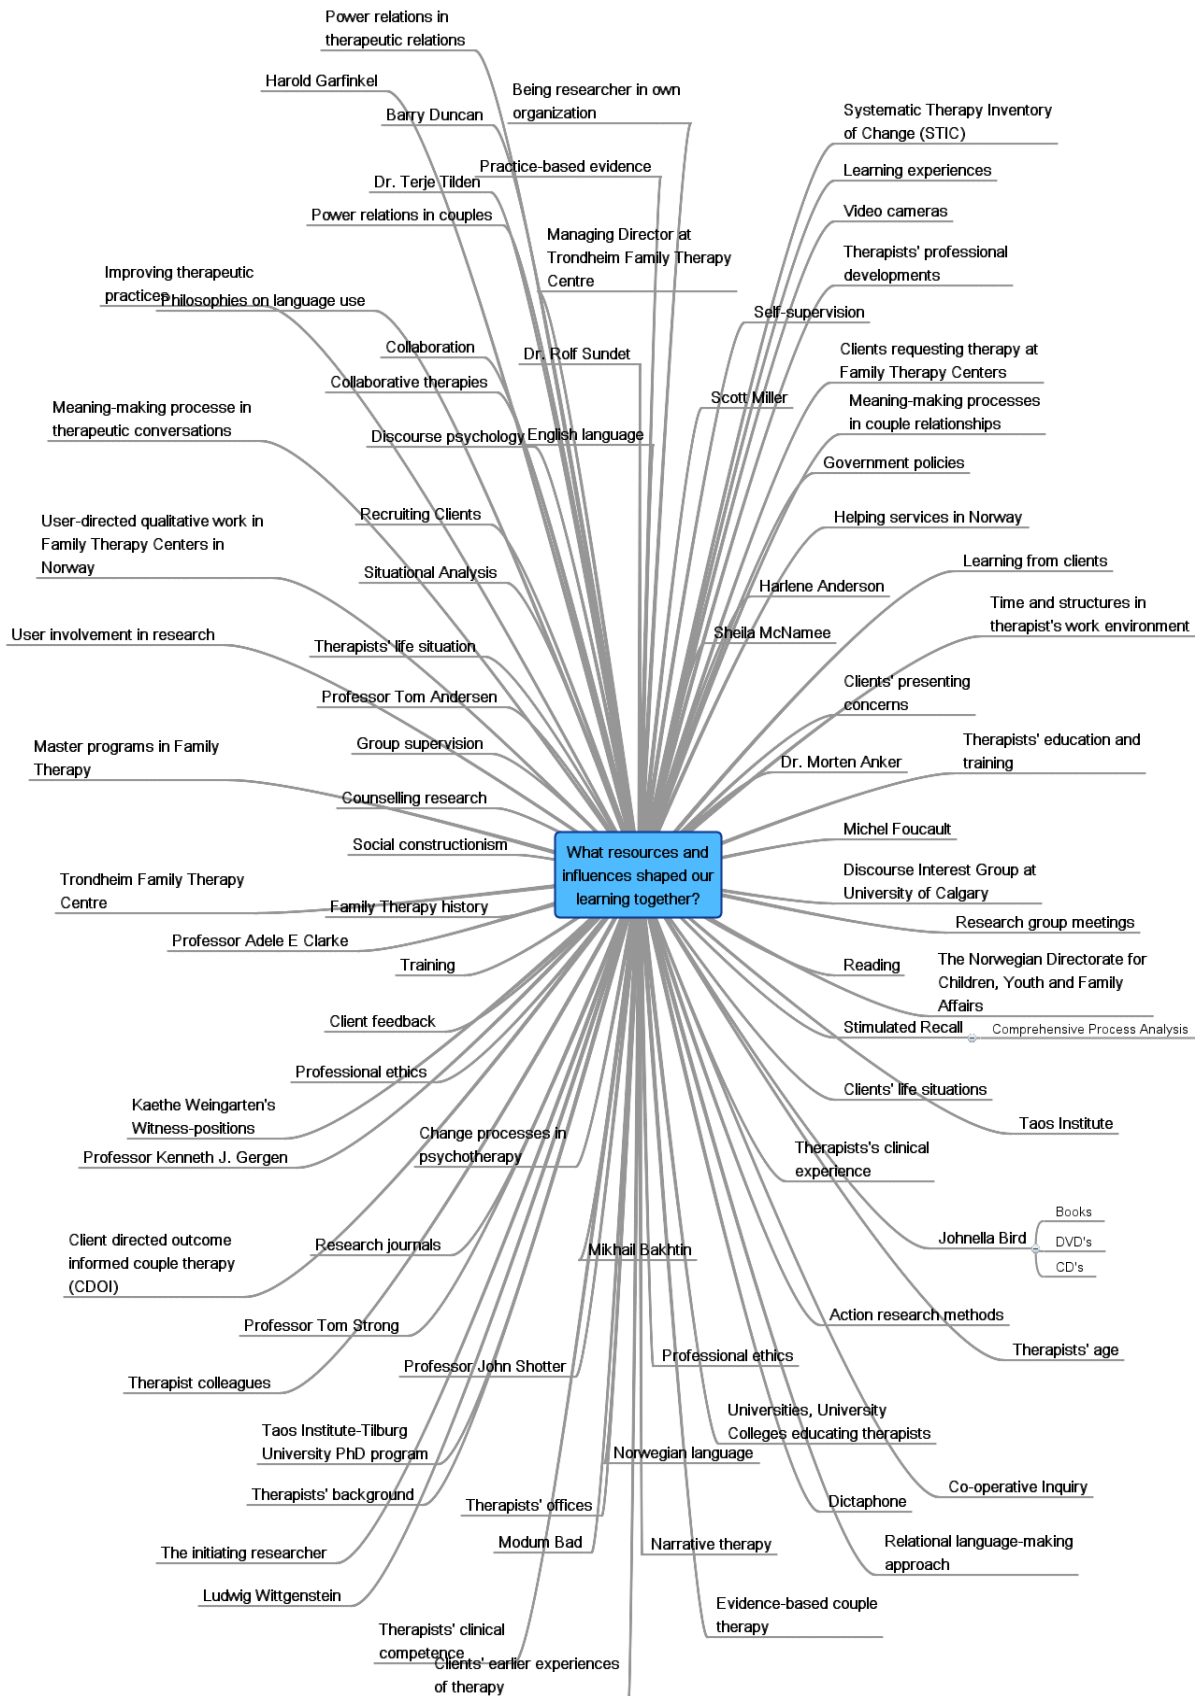 Power relations in
therapeutic relations
Harold Garfinkel
Being researcher in own
organization
Barry Duncan
Systematic Therapy Inventory
of Change (STIC)
Practice-based evidence
Learning experiences
Dr. Terje Tilden
Power relations in couples
Video cameras
Managing Director at
Trondheim Family Therapy
Centre
Therapists' professional
developments
Improving therapeutic
practices
Philosophies on language use
Self-supervision
Collaboration
Dr. Rolf Sundet
Clients requesting therapy at
Family Therapy Centers
Collaborative therapies
Scott Miller
Meaning-making processes
in couple relationships
Meaning-making processe in
therapeutic conversations
Discourse psychology
English language
Government policies
Recruiting Clients
Helping services in Norway
User-directed qualitative work in
Family Therapy Centers in
Norway
Situational Analysis
Learning from clients
Harlene Anderson
Time and structures in
therapist's work environment
User involvement in research
Therapists' life situation
Sheila McNamee
Professor Tom Andersen
Clients' presenting
concerns
Group supervision
Master programs in Family
Therapy
Therapists' education and
training
Dr. Morten Anker
Counselling research
Michel Foucault
Social constructionism
What resources and
influences shaped our
learning together?
Trondheim Family Therapy
Centre
Discourse Interest Group at
University of Calgary
Family Therapy history
Research group meetings
Professor Adele E Clarke
Training
Reading
The Norwegian Directorate for
Children, Youth and Family
Affairs
Client feedback
Stimulated Recall
Comprehensive Process Analysis
Professional ethics
Clients' life situations
Kaethe Weingarten's
Witness-positions
Taos Institute
Change processes in
psychotherapy
Professor Kenneth J. Gergen
Therapists's clinical
experience
Books
Client directed outcome
informed couple therapy
(CDOI)
Research journals
Mikhail Bakhtin
Johnella Bird
DVD's
CD's
Professor Tom Strong
Action research methods
Professor John Shotter
Professional ethics
Therapists' age
Therapist colleagues
Taos Institute-Tilburg
University PhD program
Universities, University
Colleges educating therapists
Norwegian language
Therapists' background
Therapists' offices
Dictaphone
Co-operative Inquiry
The initiating researcher
Modum Bad
Narrative therapy
Relational language-making
approach
Ludwig Wittgenstein
Evidence-based couple
therapy
Therapists' clinical
competence
Clients' earlier experiences
of therapy